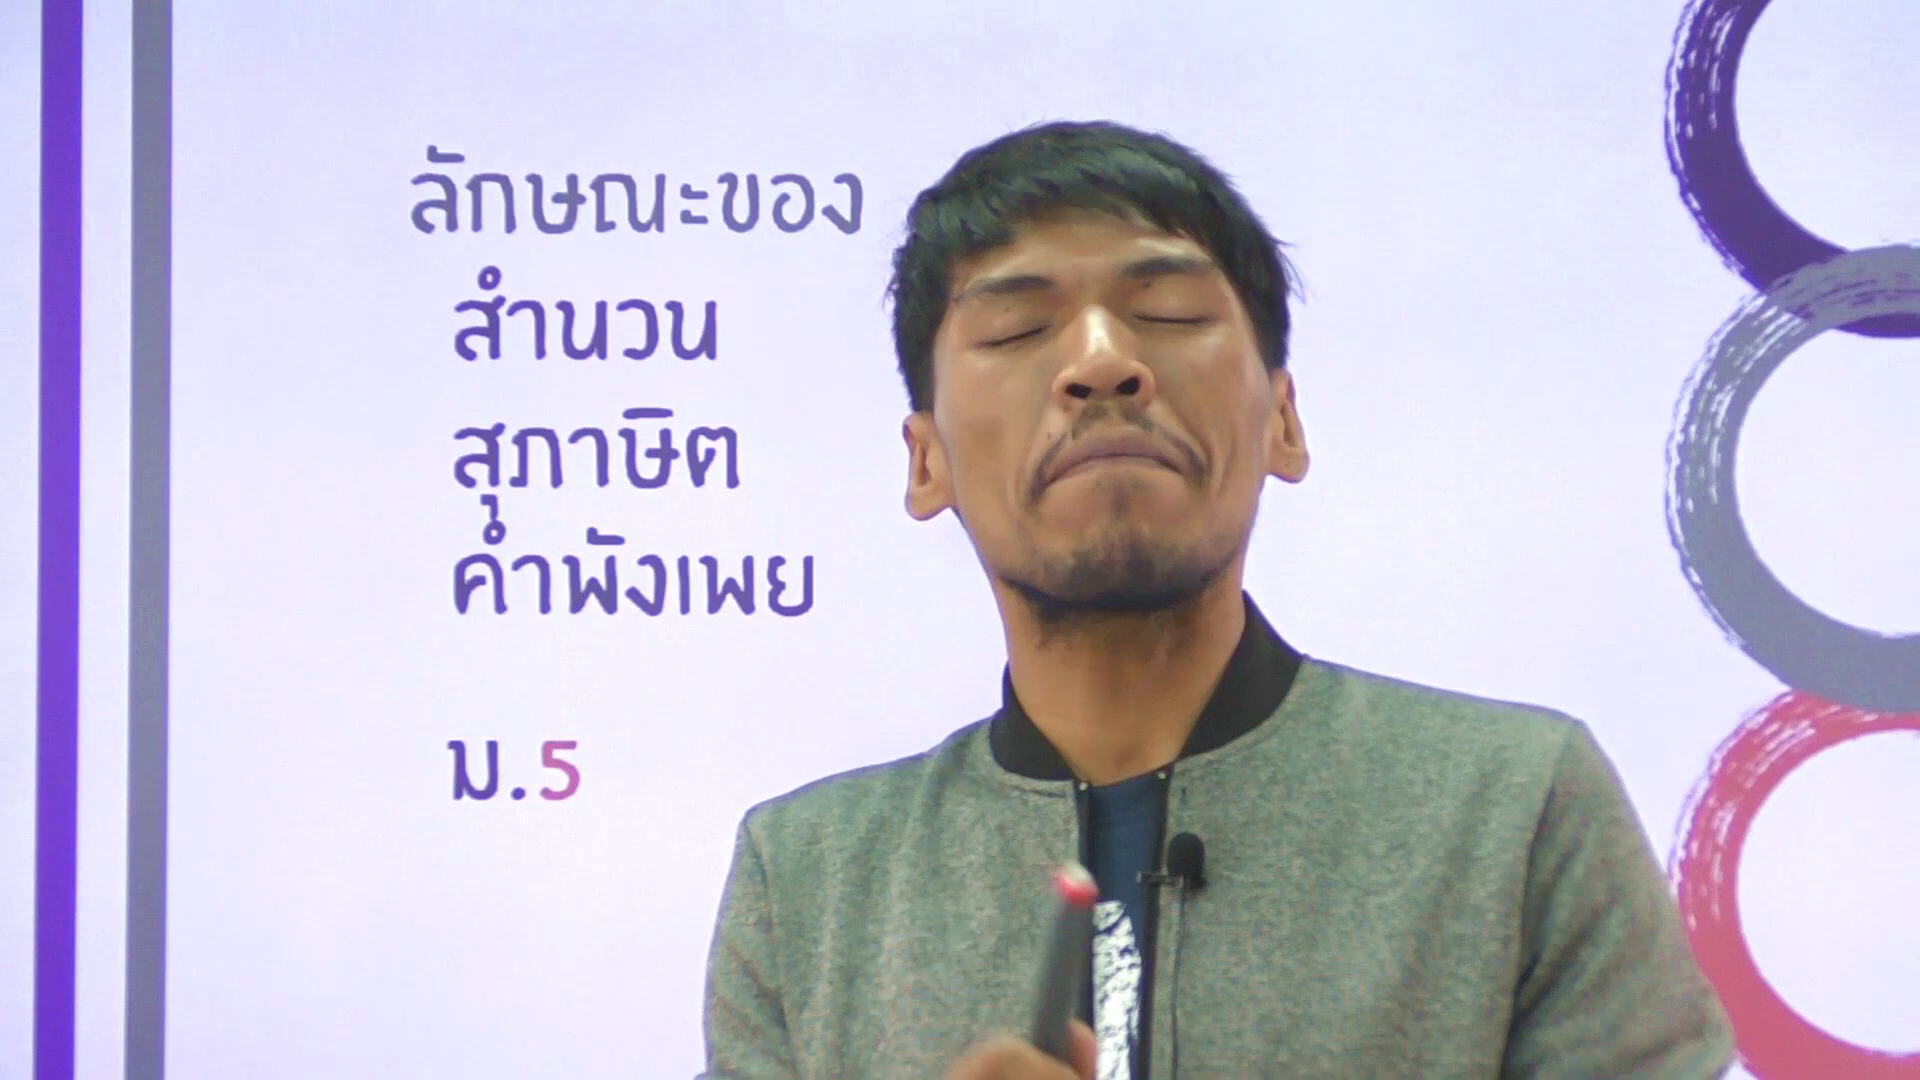 ลักษณะของ
สำนวน
สุภาษิต
คำพังเพย
ม.5